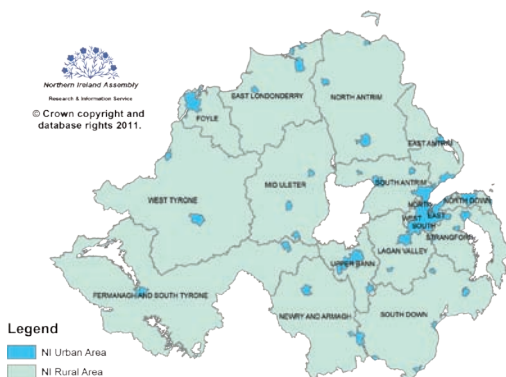 Northern Ireland Assembly
Research & Information Service
© Crown copyright and
database rights 2011.
EAST LONDONDERRY
NORTH ANTRIM
FOYLE
EAST ANTRIM
SOUTH ANTRIM
MID ULSTER
WEST TYRONE
NORTH
NORTH DOWN
WEST
EAST
SOUTH
STRANGFORD
LAGAN VALLEY
UPPER BANN
FERMANAGH AND SOUTH TYRONE
NEWRY AND ARMAGH
SOUTH DOWN
Legend
NI Urban Area
NI Rural Area